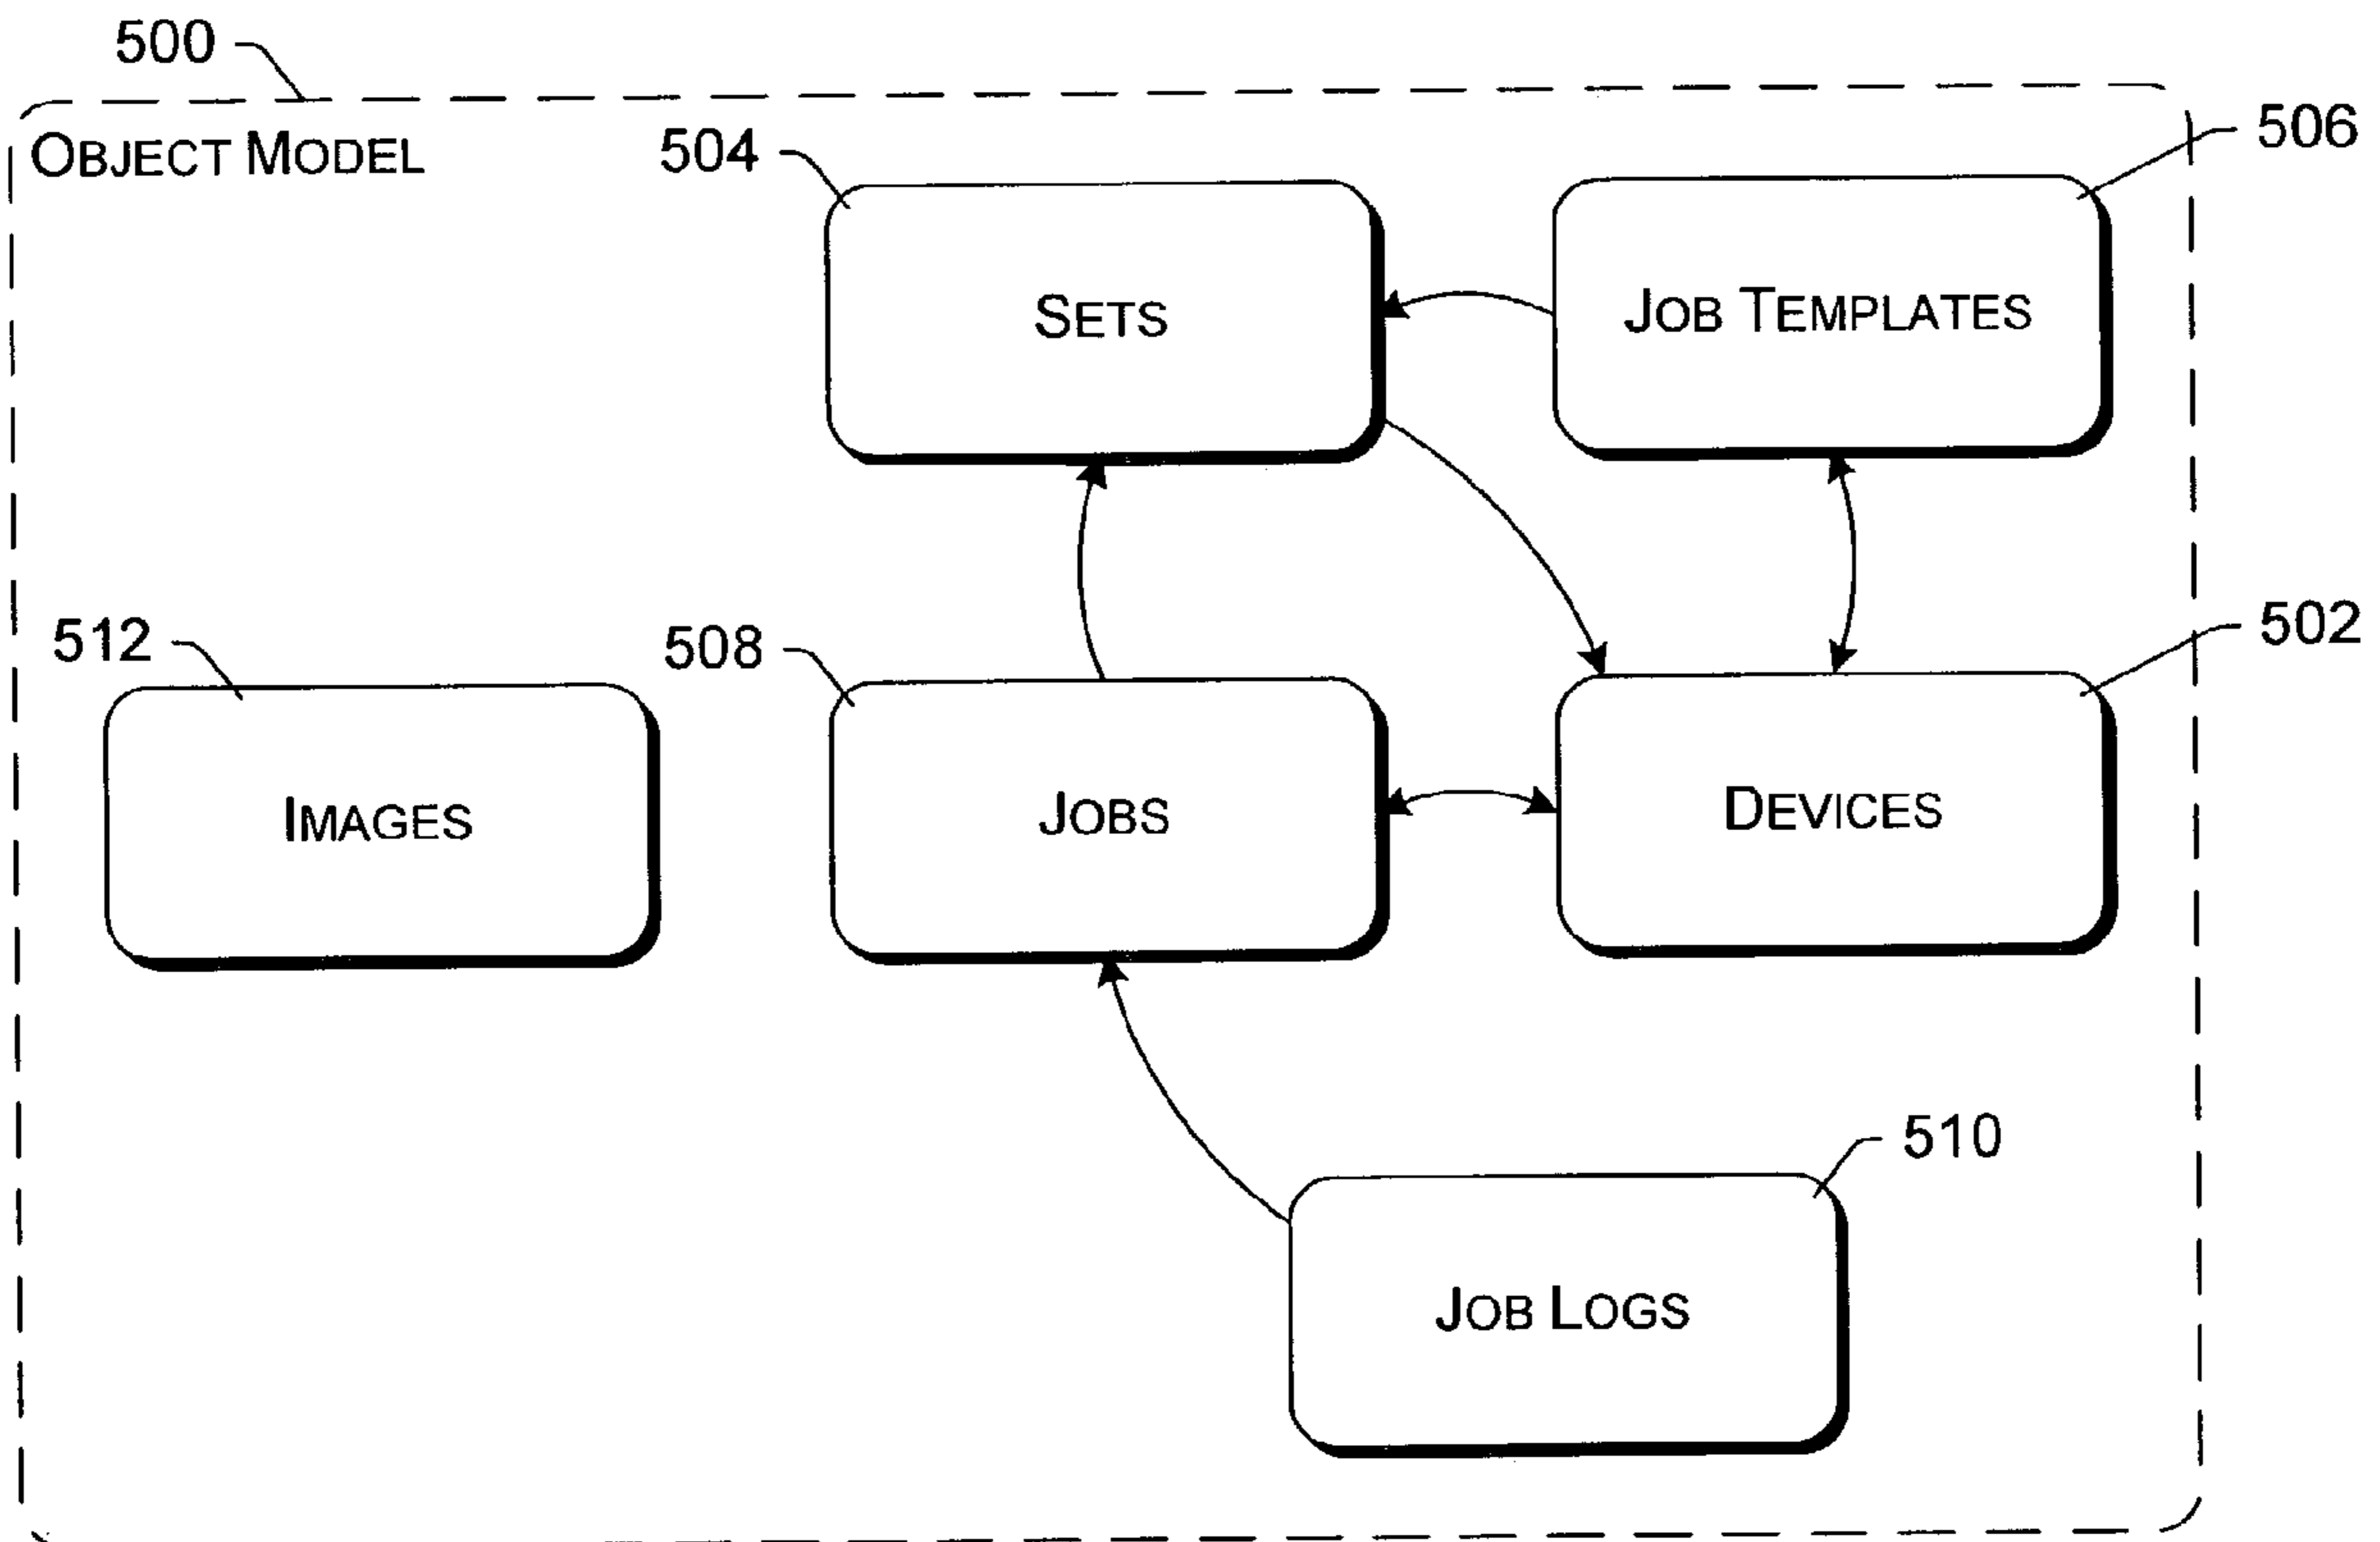 500
506
OBJECT MODEL
504
SETS
JOB TEMPLATES
512
508
502
IMAGES
JOBS
DEVICES
510
JOB LOGS